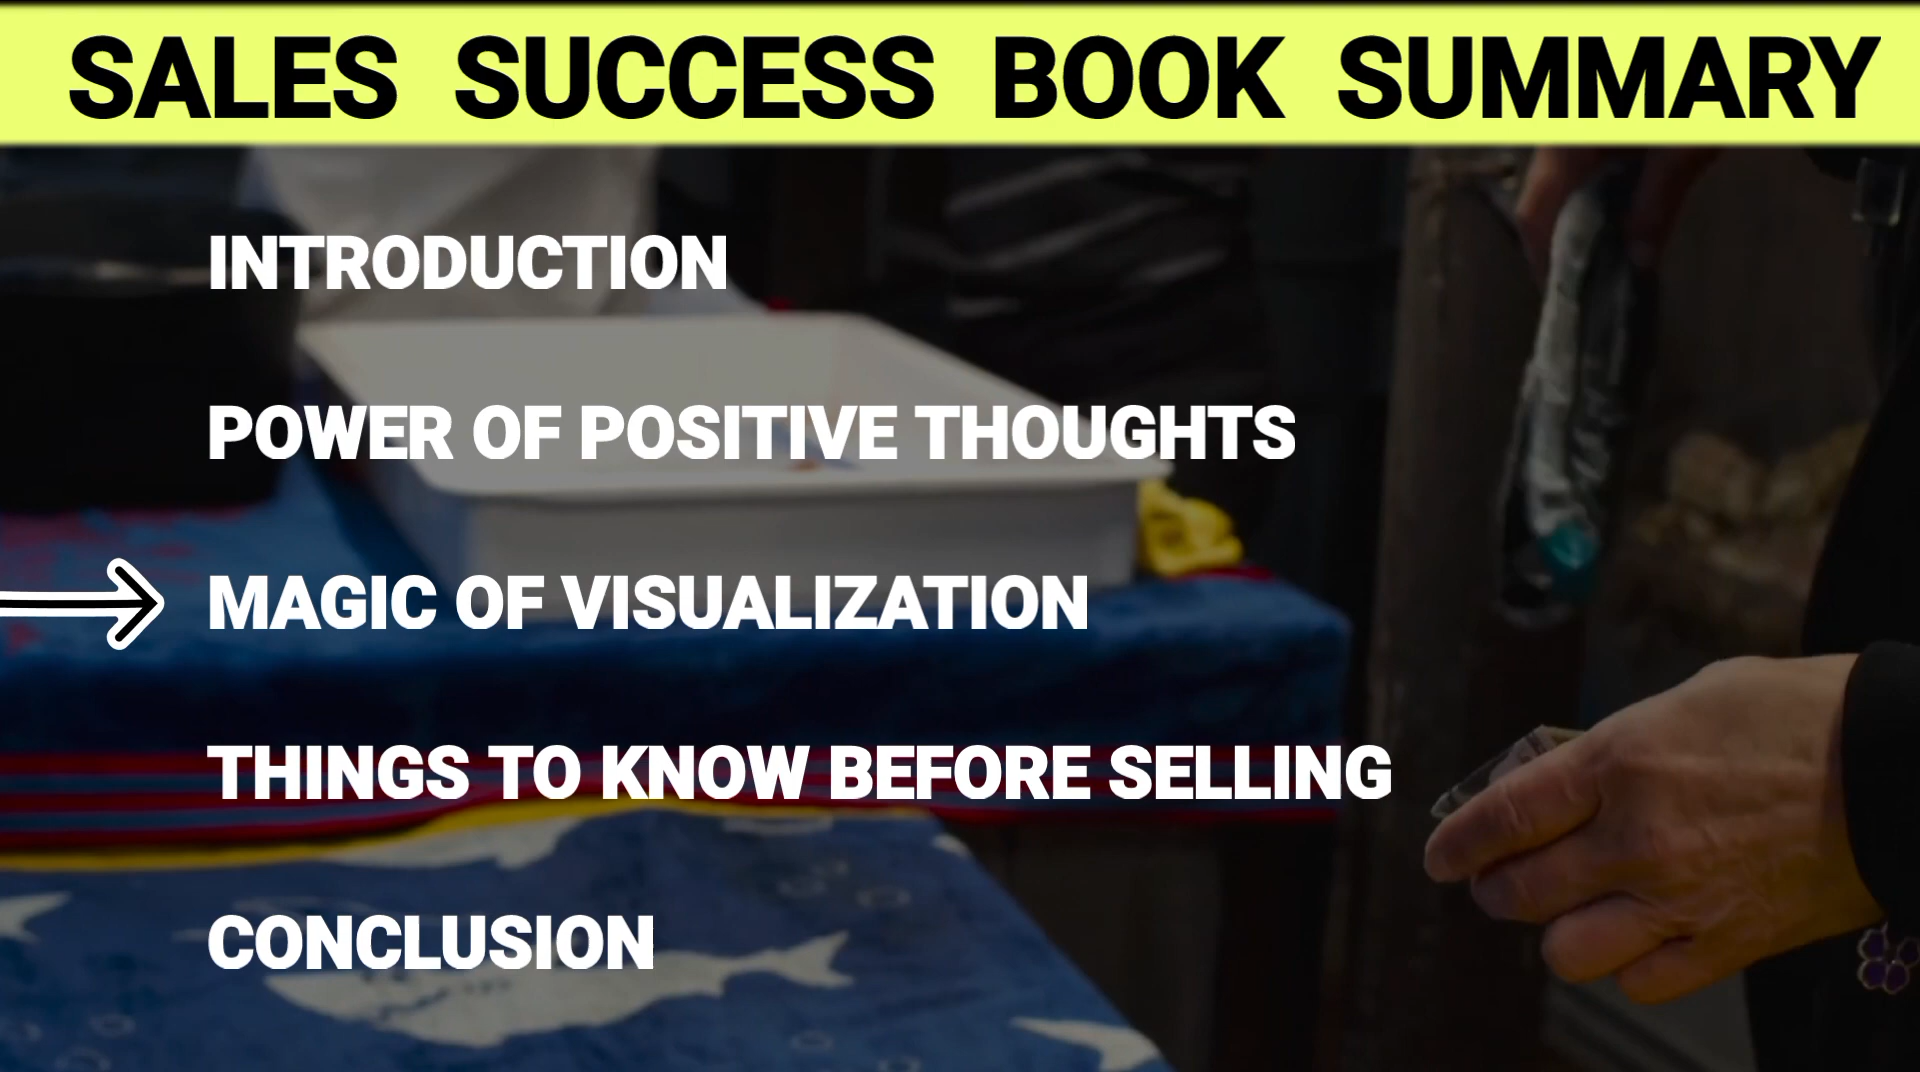 SALES SUCCESS BOOK SUMMARY
INTRODUCTION
POWER OF POSITIVE THOUGHTS
MAGIC OF VISUALIZATION
THINGS TO KNOW BEFORE SELLING
CONCLUSION